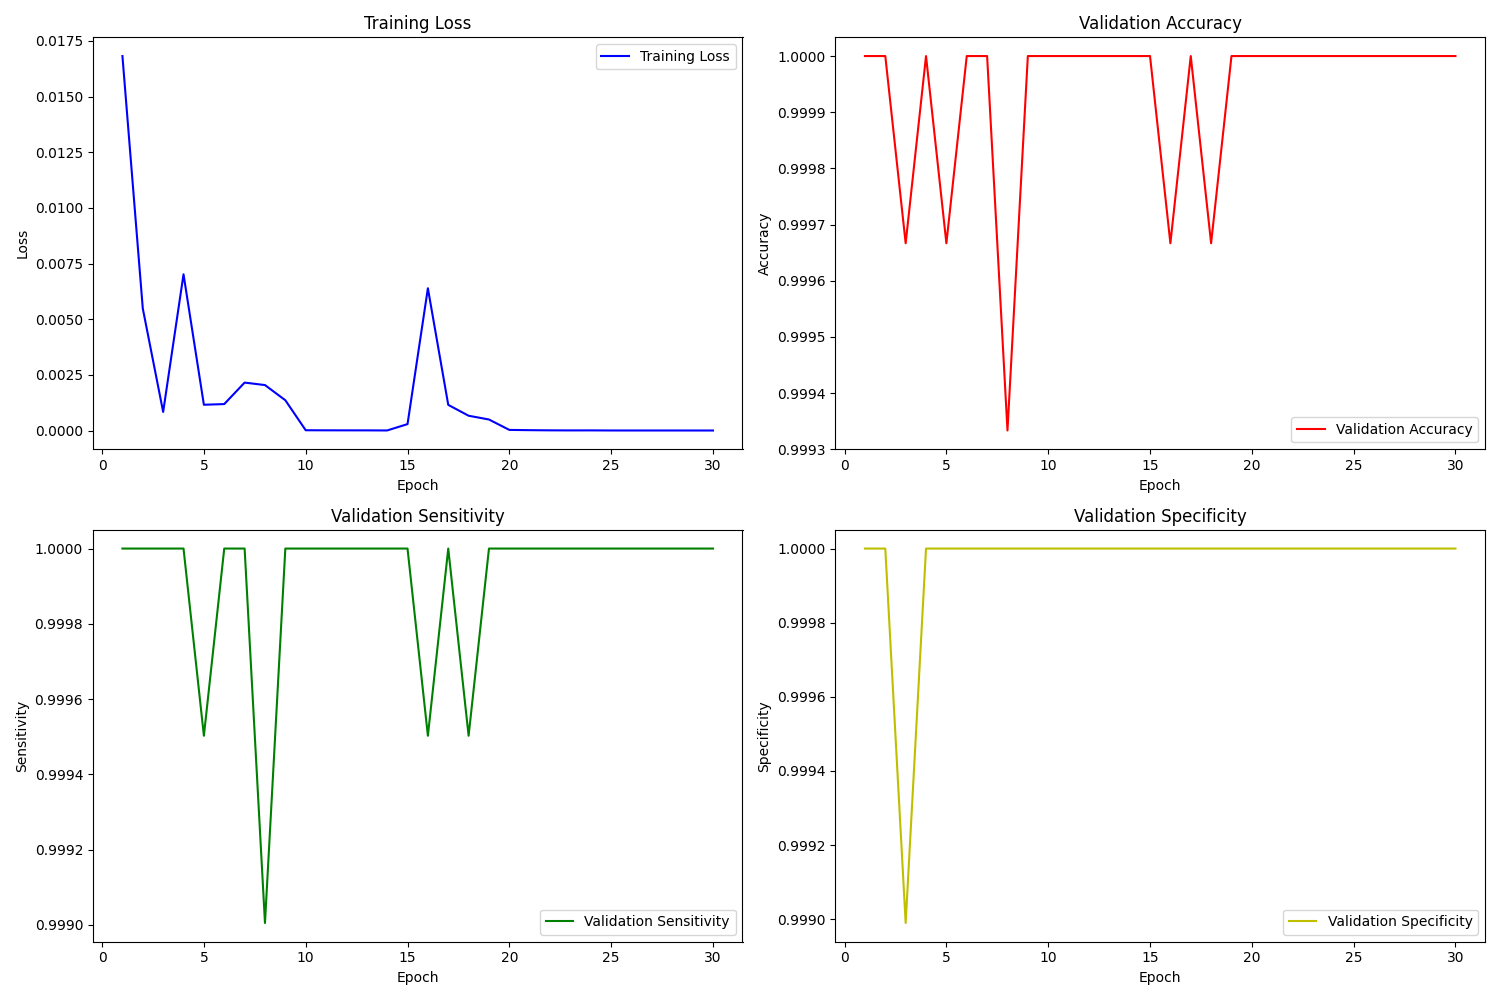 Training Loss
0.0175
0.0150
0.0125
0.0100
0.0075
0.0050
0.0025
0.0000
Loss
Training Loss
0 5 10 15 20 25 30
Epoch
Validation Accuracy
1.0000
0.9999
0.9998
0.9997
0.9996
0.9995
0.9994
0.9993
Accuracy
Validation Accuracy
0 5 10 15 20 25 30
Epoch
Validation Sensitivity
1.0000
0.9998
0.9996
0.9994
0.9992
0.9990
Sensitivity
Validation Sensitivity
0 5 10 15 20 25 30
Epoch
Validation Specificity
1.0000
0.9998
0.9996
0.9994
0.9992
0.9990
Specificity
Validation Specificity
0 5 10 15 20 25 30
Epoch